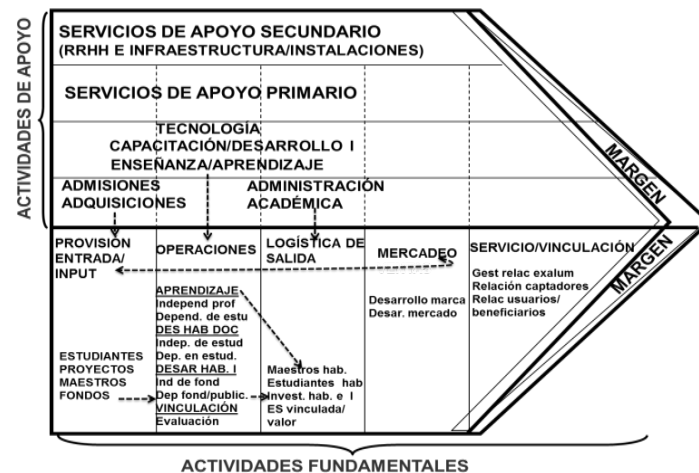 ACTIVIDADES DE APOYO
SERVICIOS DE APOYO SECUNDARIO
(RRHH E INFRAESTRUCTURA/INSTALACIONES)
SERVICIOS DE APOYO PRIMARIO
TECNOLOGÍA
CAPACITACIÓN/DESARROLLO I
ENSEÑANZA/APRENDIZAJE
ADMISIONES
ADQUISICIONES
ADMINISTRACIÓN
ACADÉMICA
MARGEN
PROVISIÓN
ENTRADA/
INPUT
OPERACIONES
LOGÍSTICA DE
SALIDA
MERCADEO
SERVICIO/VINCULACIÓN
MARGEN
Gest relac exalum
Relación captadores
Relac usuarios/
beneficiarios
Desarrollo marca
Desar. mercado
APRENDIZAJE
Independ prof
Depend. de estu
DES HAB DOC
Indep. de estud
Dep. en estud.
DESAR HAB. I
Ind de fond
Dep fond/public.
VINCULACIÓN
Evaluación
ESTUDIANTES
PROYECTOS
MAESTROS
FONDOS
Maestros hab.
Estudiantes hab
Invest. hab. e I
ES vinculada/
valor
ACTIVIDADES FUNDAMENTALES